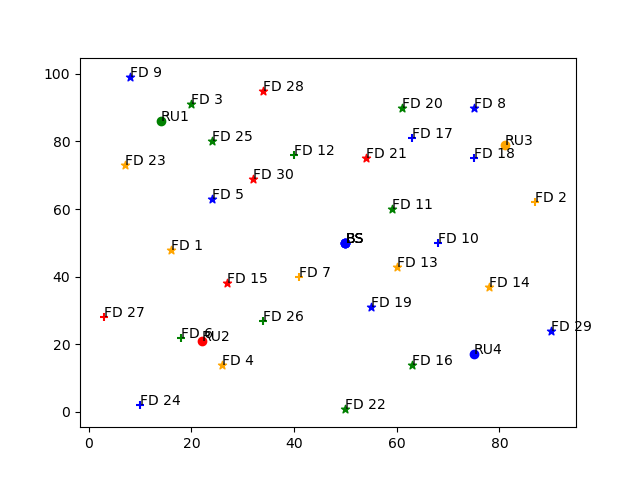 FD 9
FD 28
FD 3
RU1
FD 20
FD 8
FD 25
FD 17
RU3
FD 12
FD 21
FD 18
FD 23
FD 30
FD 5
FD 2
FD 11
FD 1
BS
FD 10
FD 13
FD 7
FD 15
FD 14
FD 19
FD 27
FD 26
FD 29
FD 6
RU2
RU4
FD 4
FD 16
FD 24
FD 22
100
80
60
40
20
0
0
20
40
60
80